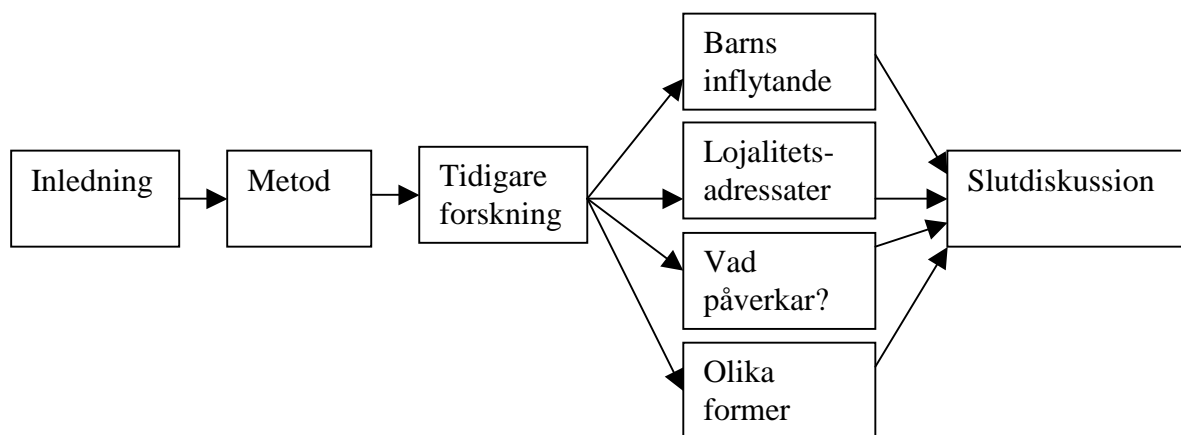 Inledning
Metod
Tidigare
forskning
Barns
inflytande
Lojalitets-
adressater
Vad
påverkar?
Olika
former
Slutdiskussion